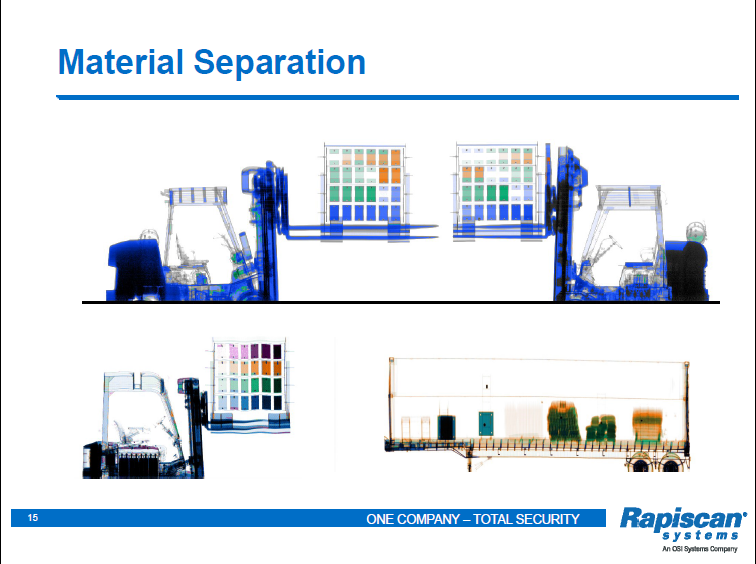 Material Separation
15
ONE COMPANY – TOTAL SECURITY
Rapiscan
systems
An OSI Systems Company